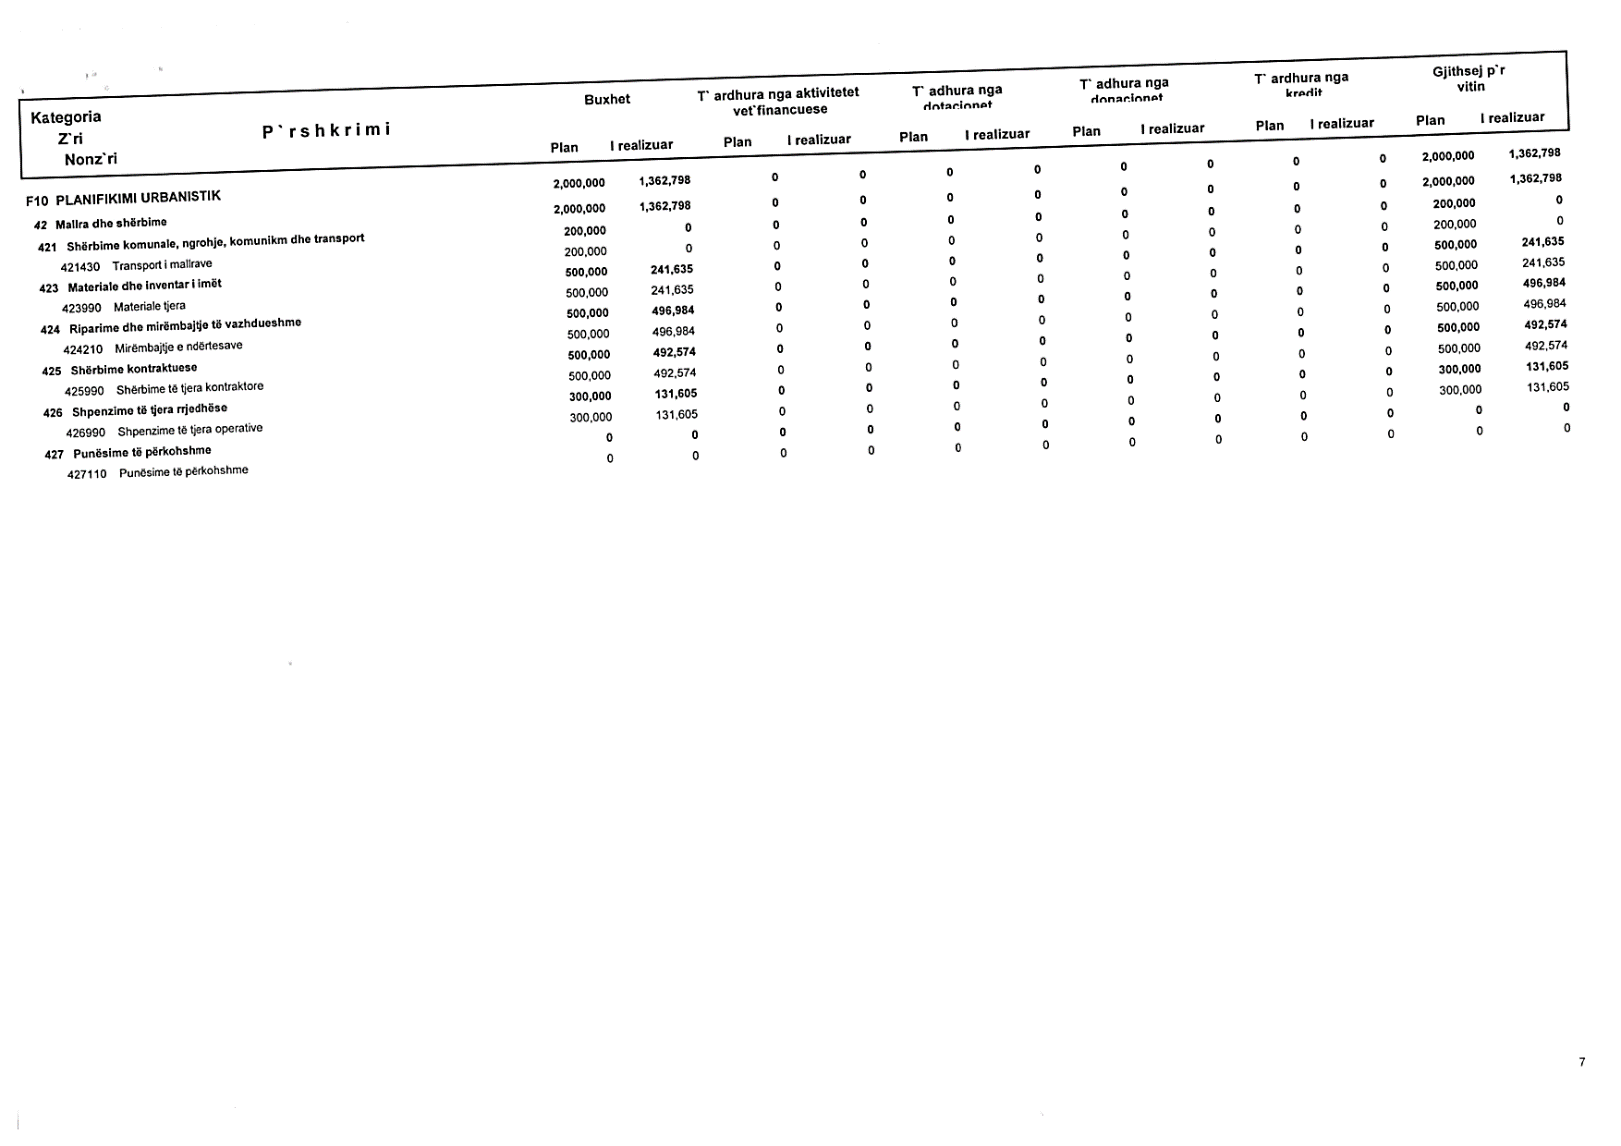 Kategoria
Z`ri
Nonz`ri
P`rshkrimi
Buxhet
T` ardhura nga aktivitetet
vet`financuese
T` adhura nga
dotacionet
T` adhura nga
donacionet
T` ardhura nga
kredit
Gjithsej p`r
vitin
Plan I realizuar Plan I realizuar Plan I realizuar Plan I realizuar Plan I realizuar Plan I realizuar
F10 PLANIFIKIMI URBANISTIK 2,000,000 1,362,798 0 0 0 0 0 0 0 0 2,000,000 1,362,798
42 Mallra dhe shërbime 2,000,000 1,362,798 0 0 0 0 0 0 0 0 2,000,000 1,362,798
421 Shërbime komunale, ngrohje, komunikm dhe transport 200,000 0 0 0 0 0 0 0 0 0 200,000 0
421430 Transport i mallrave 200,000 0 0 0 0 0 0 0 0 0 200,000 0
423 Materiale dhe inventar i imët 500,000 241,635 0 0 0 0 0 0 0 0 500,000 241,635
423990 Materiale tjera 500,000 241,635 0 0 0 0 0 0 0 0 500,000 241,635
424 Riparime dhe mirëmbajtje të vazhdueshme 500,000 496,984 0 0 0 0 0 0 0 0 500,000 496,984
424210 Mirëmbajtje e ndërtesave 500,000 496,984 0 0 0 0 0 0 0 0 500,000 496,984
425 Shërbime kontraktuese 500,000 492,574 0 0 0 0 0 0 0 0 500,000 492,574
425990 Shërbime të tjera kontraktore 500,000 492,574 0 0 0 0 0 0 0 0 500,000 492,574
426 Shpenzime të tjera rrjedhëse 300,000 131,605 0 0 0 0 0 0 0 0 300,000 131,605
426990 Shpenzime të tjera operative 300,000 131,605 0 0 0 0 0 0 0 0 300,000 131,605
427 Punësime të përkohshme 0 0 0 0 0 0 0 0 0 0 0 0
427110 Punësime të përkohshme 0 0 0 0 0 0 0 0 0 0 0 0
7